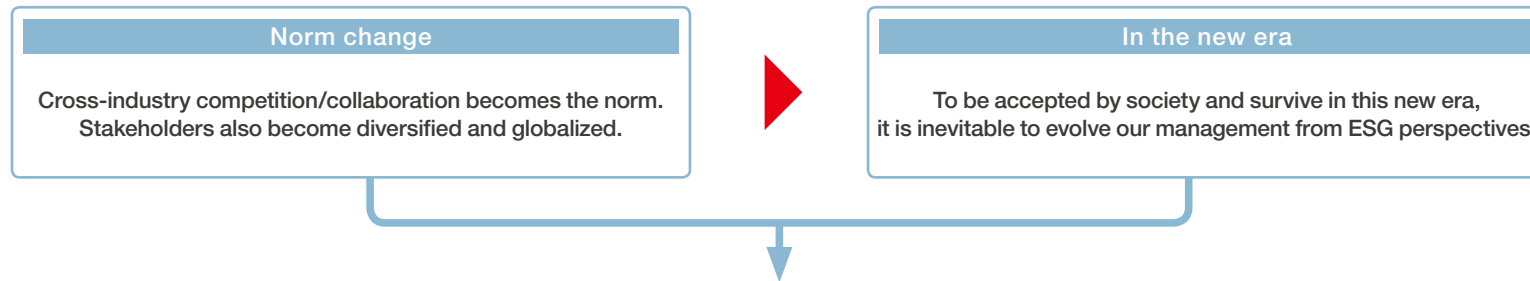 Norm change
Cross-industry competition/collaboration becomes the norm.
Stakeholders also become diversified and globalized.
In the new era
To be accepted by society and survive in this new era,
it is inevitable to evolve our management from ESG perspectives